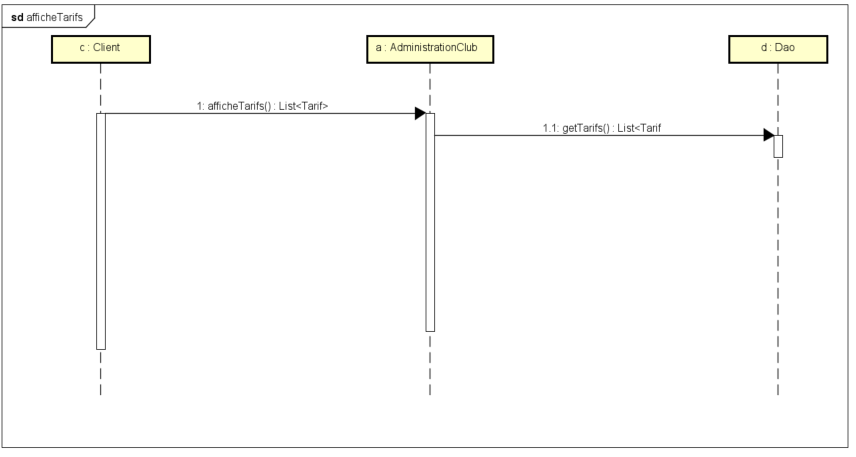 sd afficheTarifs
c : Client
a : AdministrationClub
d : Dao
1: afficheTarifs() : List<Tarif>
1.1: getTarifs() : List<Tarif